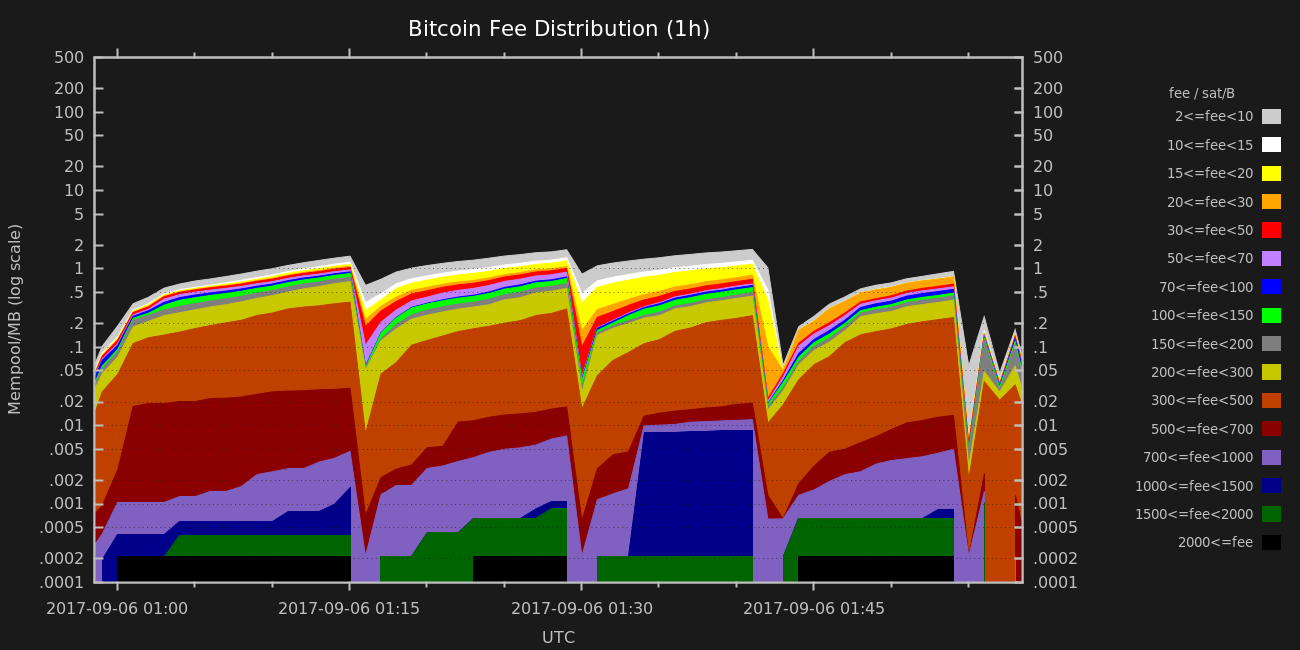 Bitcoin Fee Distribution (1h)
500 500
200 200
100 100
50 50
20 20
10 10
5 5
2 2
1 1
.5 .5
.2 .2
.1 .1
.05 .05
.02 .02
.01 .01
.005 .005
.002 .002
.001 .001
.0005 .0005
.0002 .0002
.0001 .0001
Mempool/MB (log scale)
2017-09-06 01:00 2017-09-06 01:15 2017-09-06 01:30 2017-09-06 01:45
UTC
fee / sat/B
2<=fee<10
10<=fee<15
15<=fee<20
20<=fee<30
30<=fee<50
50<=fee<70
70<=fee<100
100<=fee<150
150<=fee<200
200<=fee<300
300<=fee<500
500<=fee<700
700<=fee<1000
1000<=fee<1500
1500<=fee<2000
2000<=fee